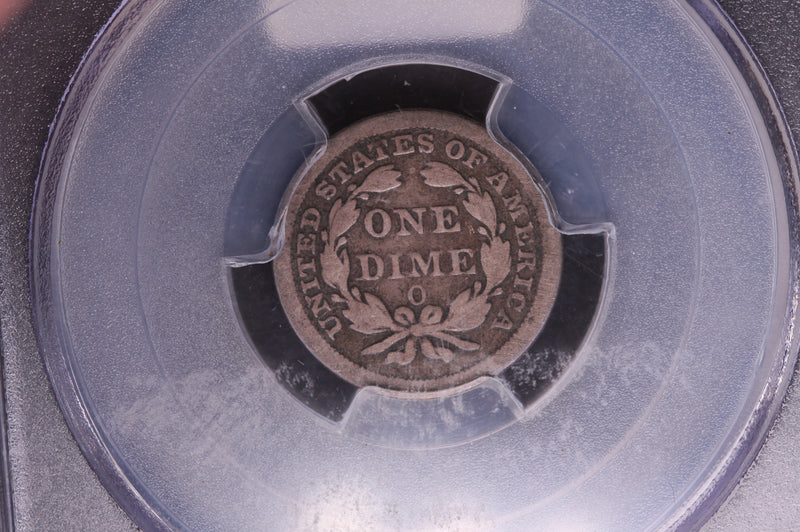 UNITED STATES OF AMERICA
ONE
DIME
O